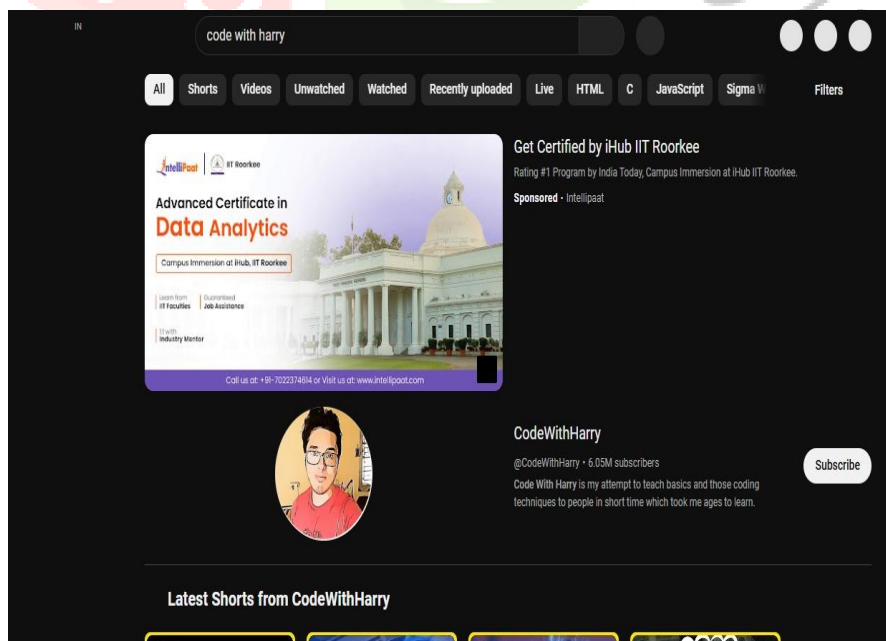 IN
code with harry
All Shorts Videos Unwatched Watched Recently uploaded Live HTML C JavaScript Sigma W Filters
IntelliPaat IIT Roorkee
Advanced Certificate in
Data Analytics
Campus Immersion at iHub, IIT Roorkee
Learn from
IIT Faculties
Guaranteed
Job Assistance
1:1 with
Industry Mentor
Call us at: +91-7022374614 or Visit us at: www.intellipaat.com
Get Certified by iHub IIT Roorkee
Rating #1 Program by India Today, Campus Immersion at iHub IIT Roorkee.
Sponsored • Intellipaat
CodeWithHarry
@CodeWithHarry • 6.05M subscribers
Code With Harry is my attempt to teach basics and those coding
techniques to people in short time which took me ages to learn.
Subscribe
Latest Shorts from CodeWithHarry